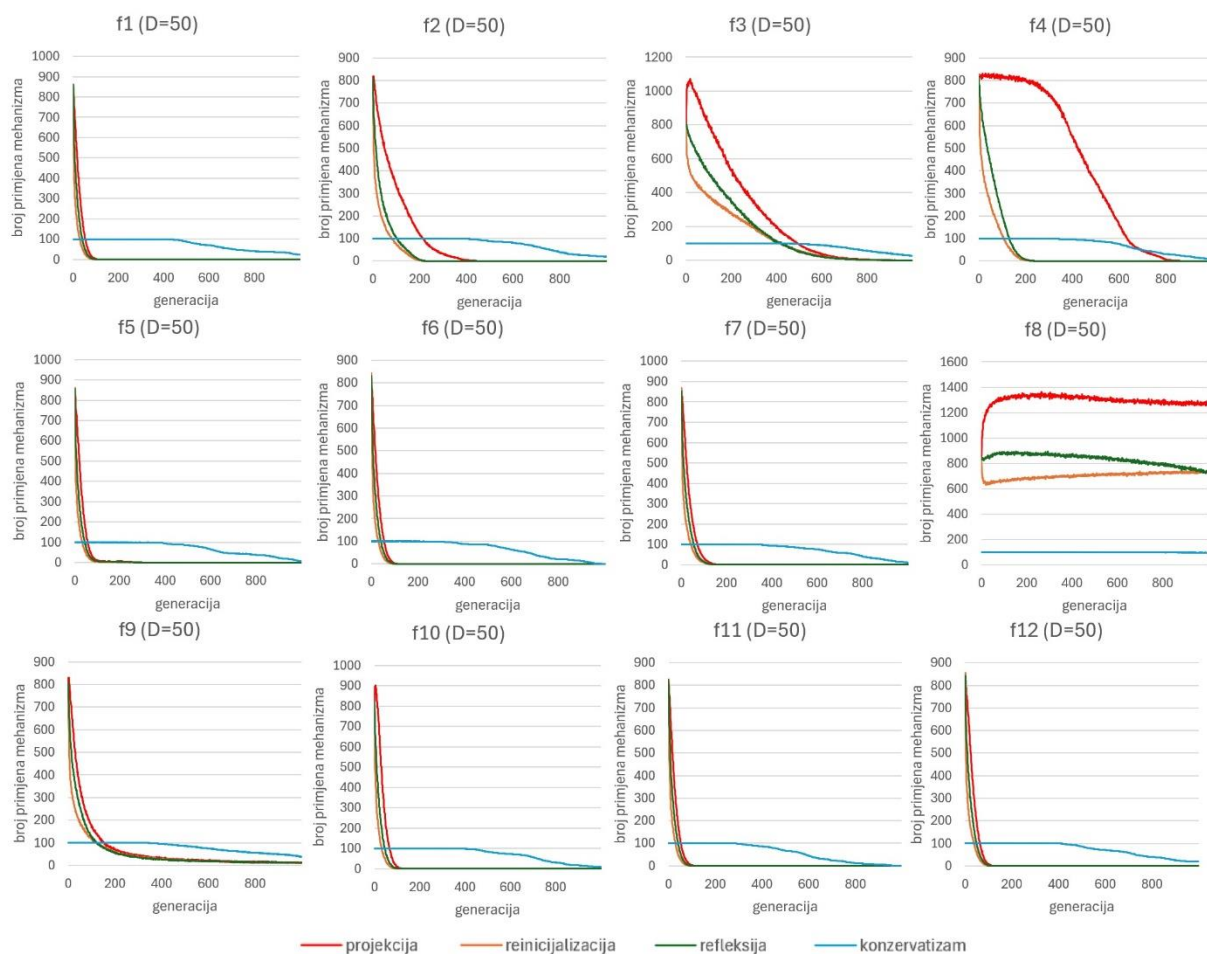 f1 (D=50)
broj primjena mehanizma
1000
900
800
700
600
500
400
300
200
100
0
0 200 400 600 800
generacija
f2 (D=50)
broj primjena mehanizma
900
800
700
600
500
400
300
200
100
0
0 200 400 600 800
generacija
f3 (D=50)
broj primjena mehanizma
1200
1000
800
600
400
200
0
0 200 400 600 800
generacija
f4 (D=50)
broj primjena mehanizma
900
800
700
600
500
400
300
200
100
0
0 200 400 600 800
generacija
f5 (D=50)
broj primjena mehanizma
1000
900
800
700
600
500
400
300
200
100
0
0 200 400 600 800
generacija
f6 (D=50)
broj primjena mehanizma
900
800
700
600
500
400
300
200
100
0
0 200 400 600 800
generacija
f7 (D=50)
broj primjena mehanizma
1000
900
800
700
600
500
400
300
200
100
0
0 200 400 600 800
generacija
f8 (D=50)
broj primjena mehanizma
1600
1400
1200
1000
800
600
400
200
0
0 200 400 600 800
generacija
f9 (D=50)
broj primjena mehanizma
900
800
700
600
500
400
300
200
100
0
0 200 400 600 800
generacija
f10 (D=50)
broj primjena mehanizma
1000
900
800
700
600
500
400
300
200
100
0
0 200 400 600 800
generacija
f11 (D=50)
broj primjena mehanizma
900
800
700
600
500
400
300
200
100
0
0 200 400 600 800
generacija
f12 (D=50)
broj primjena mehanizma
900
800
700
600
500
400
300
200
100
0
0 200 400 600 800
generacija
projekcija reinicijalizacija refleksija konzervatizam